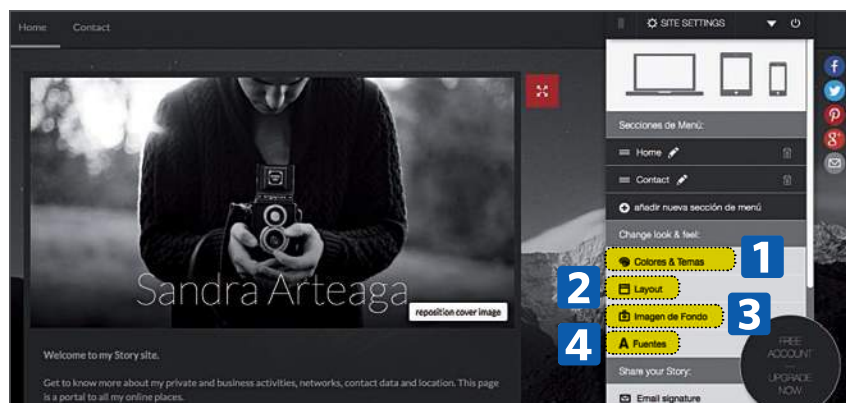 Home Contact
SITE SETTINGS
Secciones de Menú:
Home
Contact
añadir nueva sección de menú
Change look & feel:
1
Colores & Temas
2
Layout
3
Imagen de Fondo
4
A Fuentes
Share your Story:
Email signature
FREE
ACCOUNT
UPGRADE
NOW
Sandra Arteaga
reposition cover image
Welcome to my Story site.
Get to know more about my private and business activities, networks, contact data and location. This page
is a portal to all my online places.